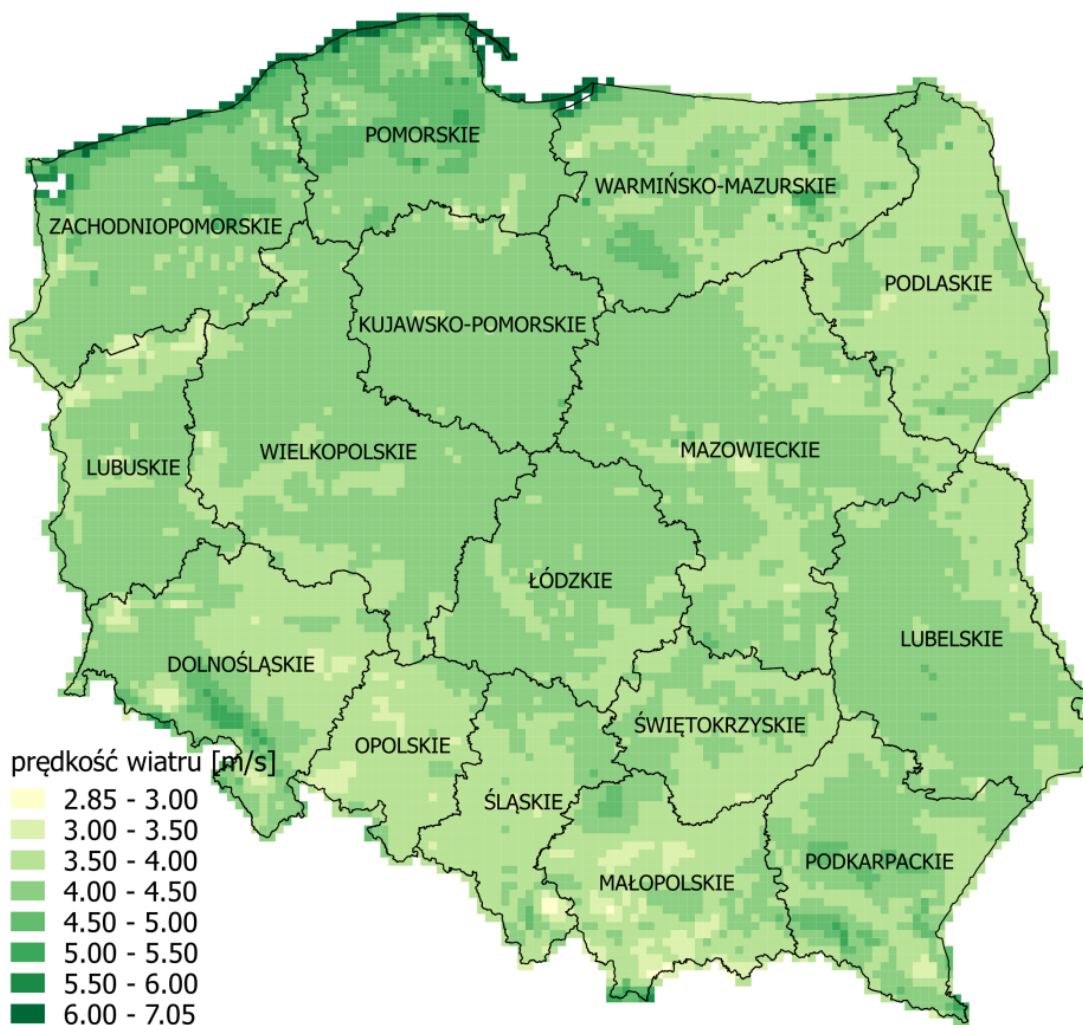 POMORSKIE
WARMIŃSKO-MAZURSKIE
ZACHODNIOPOMORSKIE
PODLASKIE
KUJAWSKO-POMORSKIE
WIELKOPOLSKIE
MAZOWIECKIE
LUBUSKIE
ŁÓDZKIE
LUBELSKIE
DOLNOŚLĄSKIE
ŚWIĘTOKRZYSKIE
OPOLSKIE
ŚLĄSKIE
PODKARPACKIE
MAŁOPOLSKIE
prędkość wiatru [m/s]
2.85 - 3.00
3.00 - 3.50
3.50 - 4.00
4.00 - 4.50
4.50 - 5.00
5.00 - 5.50
5.50 - 6.00
6.00 - 7.05